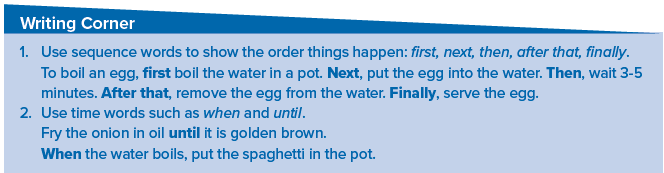 Writing Corner
1. Use sequence words to show the order things happen: first, next, then, after that, finally.
To boil an egg, first boil the water in a pot. Next, put the egg into the water. Then, wait 3-5
minutes. After that, remove the egg from the water. Finally, serve the egg.
2. Use time words such as when and until.
Fry the onion in oil until it is golden brown.
When the water boils, put the spaghetti in the pot.